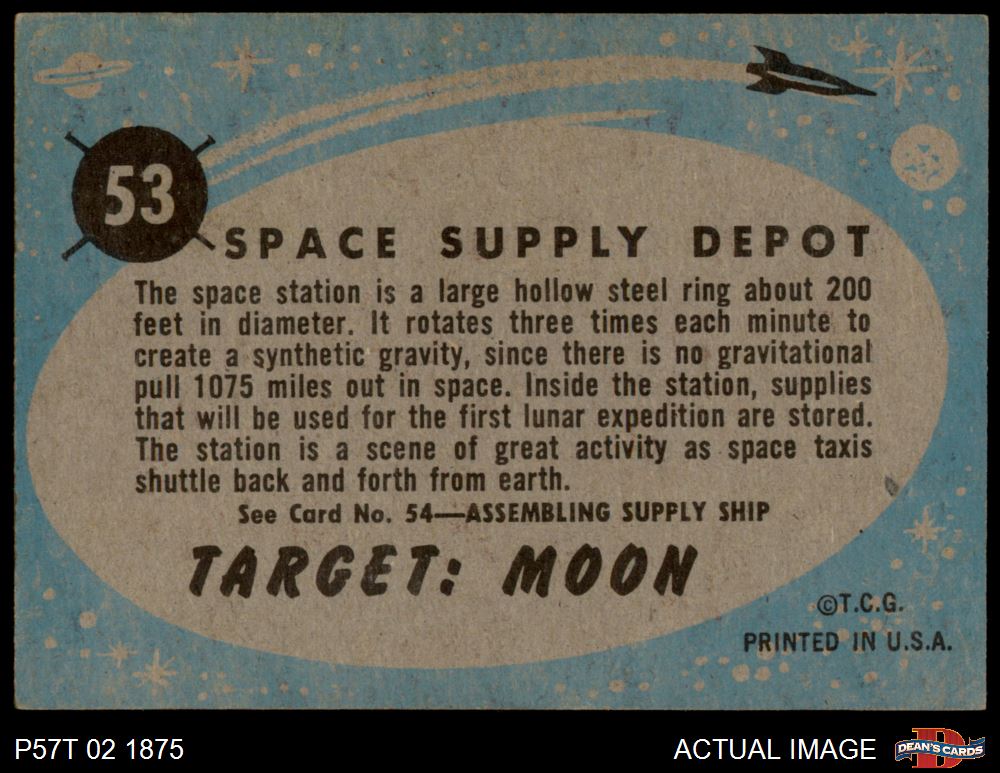 53
SPACE SUPPLY DEPOT
The space station is a large hollow steel ring about 200
feet in diameter. It rotates three times each minute to
create a synthetic gravity, since there is no gravitational
pull 1075 miles out in space. Inside the station, supplies
that will be used for the first lunar expedition are stored.
The station is a scene of great activity as space taxis
shuttle back and forth from earth.
See Card No. 54—ASSEMBLING SUPPLY SHIP
TARGET: MOON
©T.C.G.
PRINTED IN U.S.A.
P57T 02 1875
ACTUAL IMAGE
D
DEAN'S CARDS